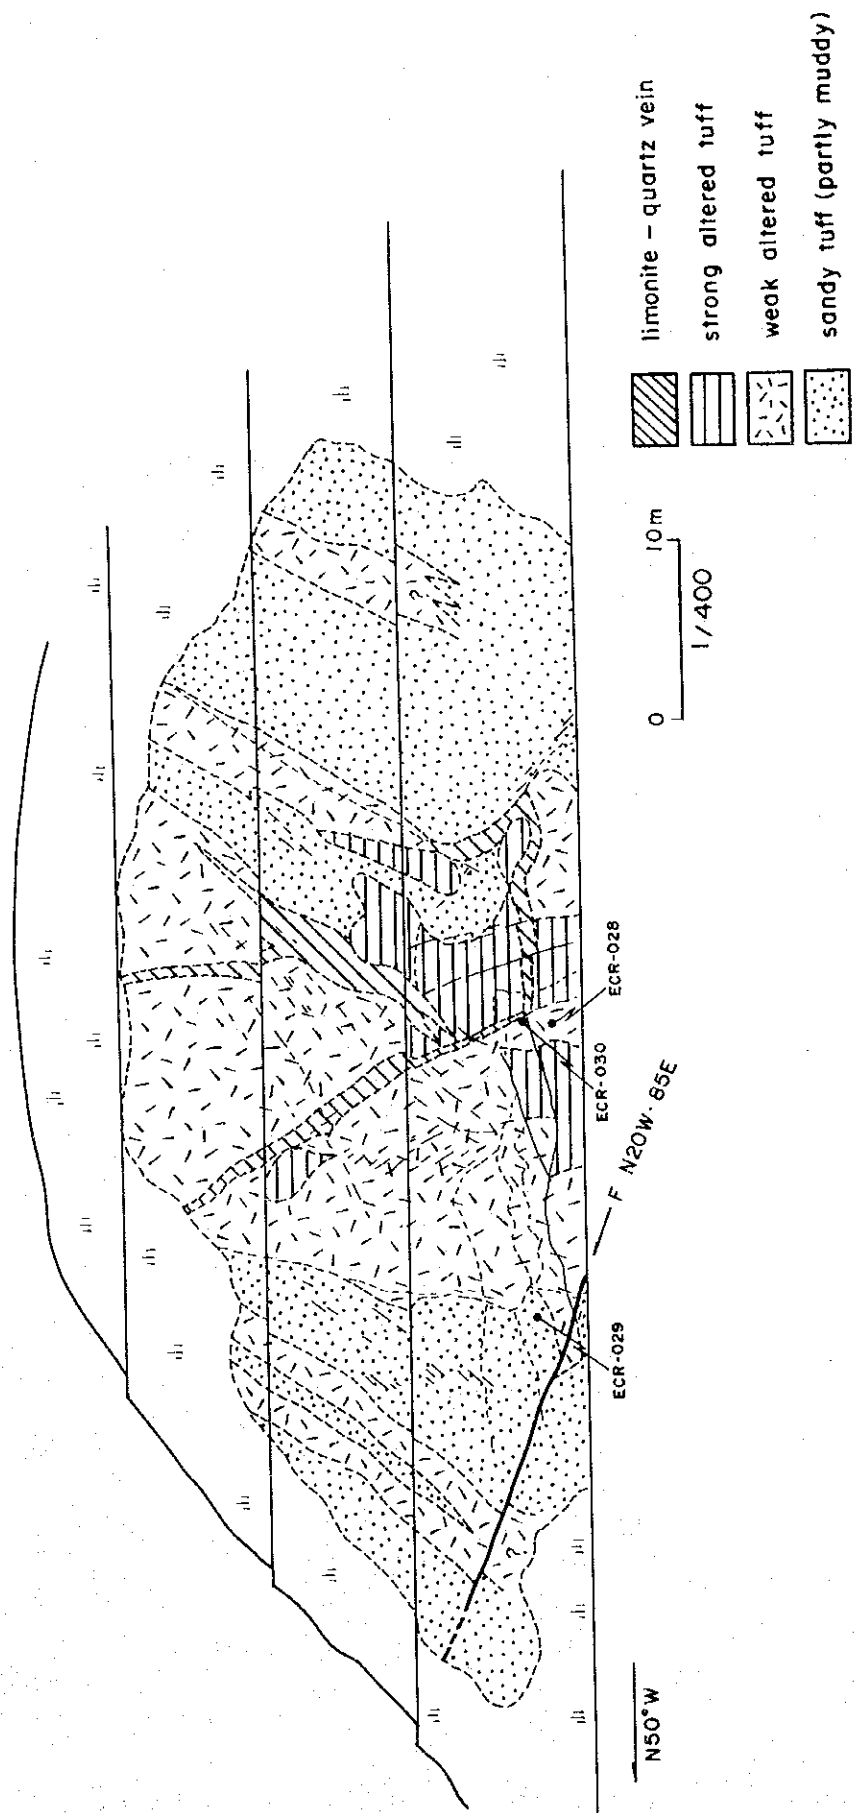 limonite - quartz vein
strong altered tuff
weak altered tuff
sandy tuff (partly muddy)
0 10m
1/400
ECR-028
ECR-030
F N20W·85E
ECR-029
N50°W
?
?